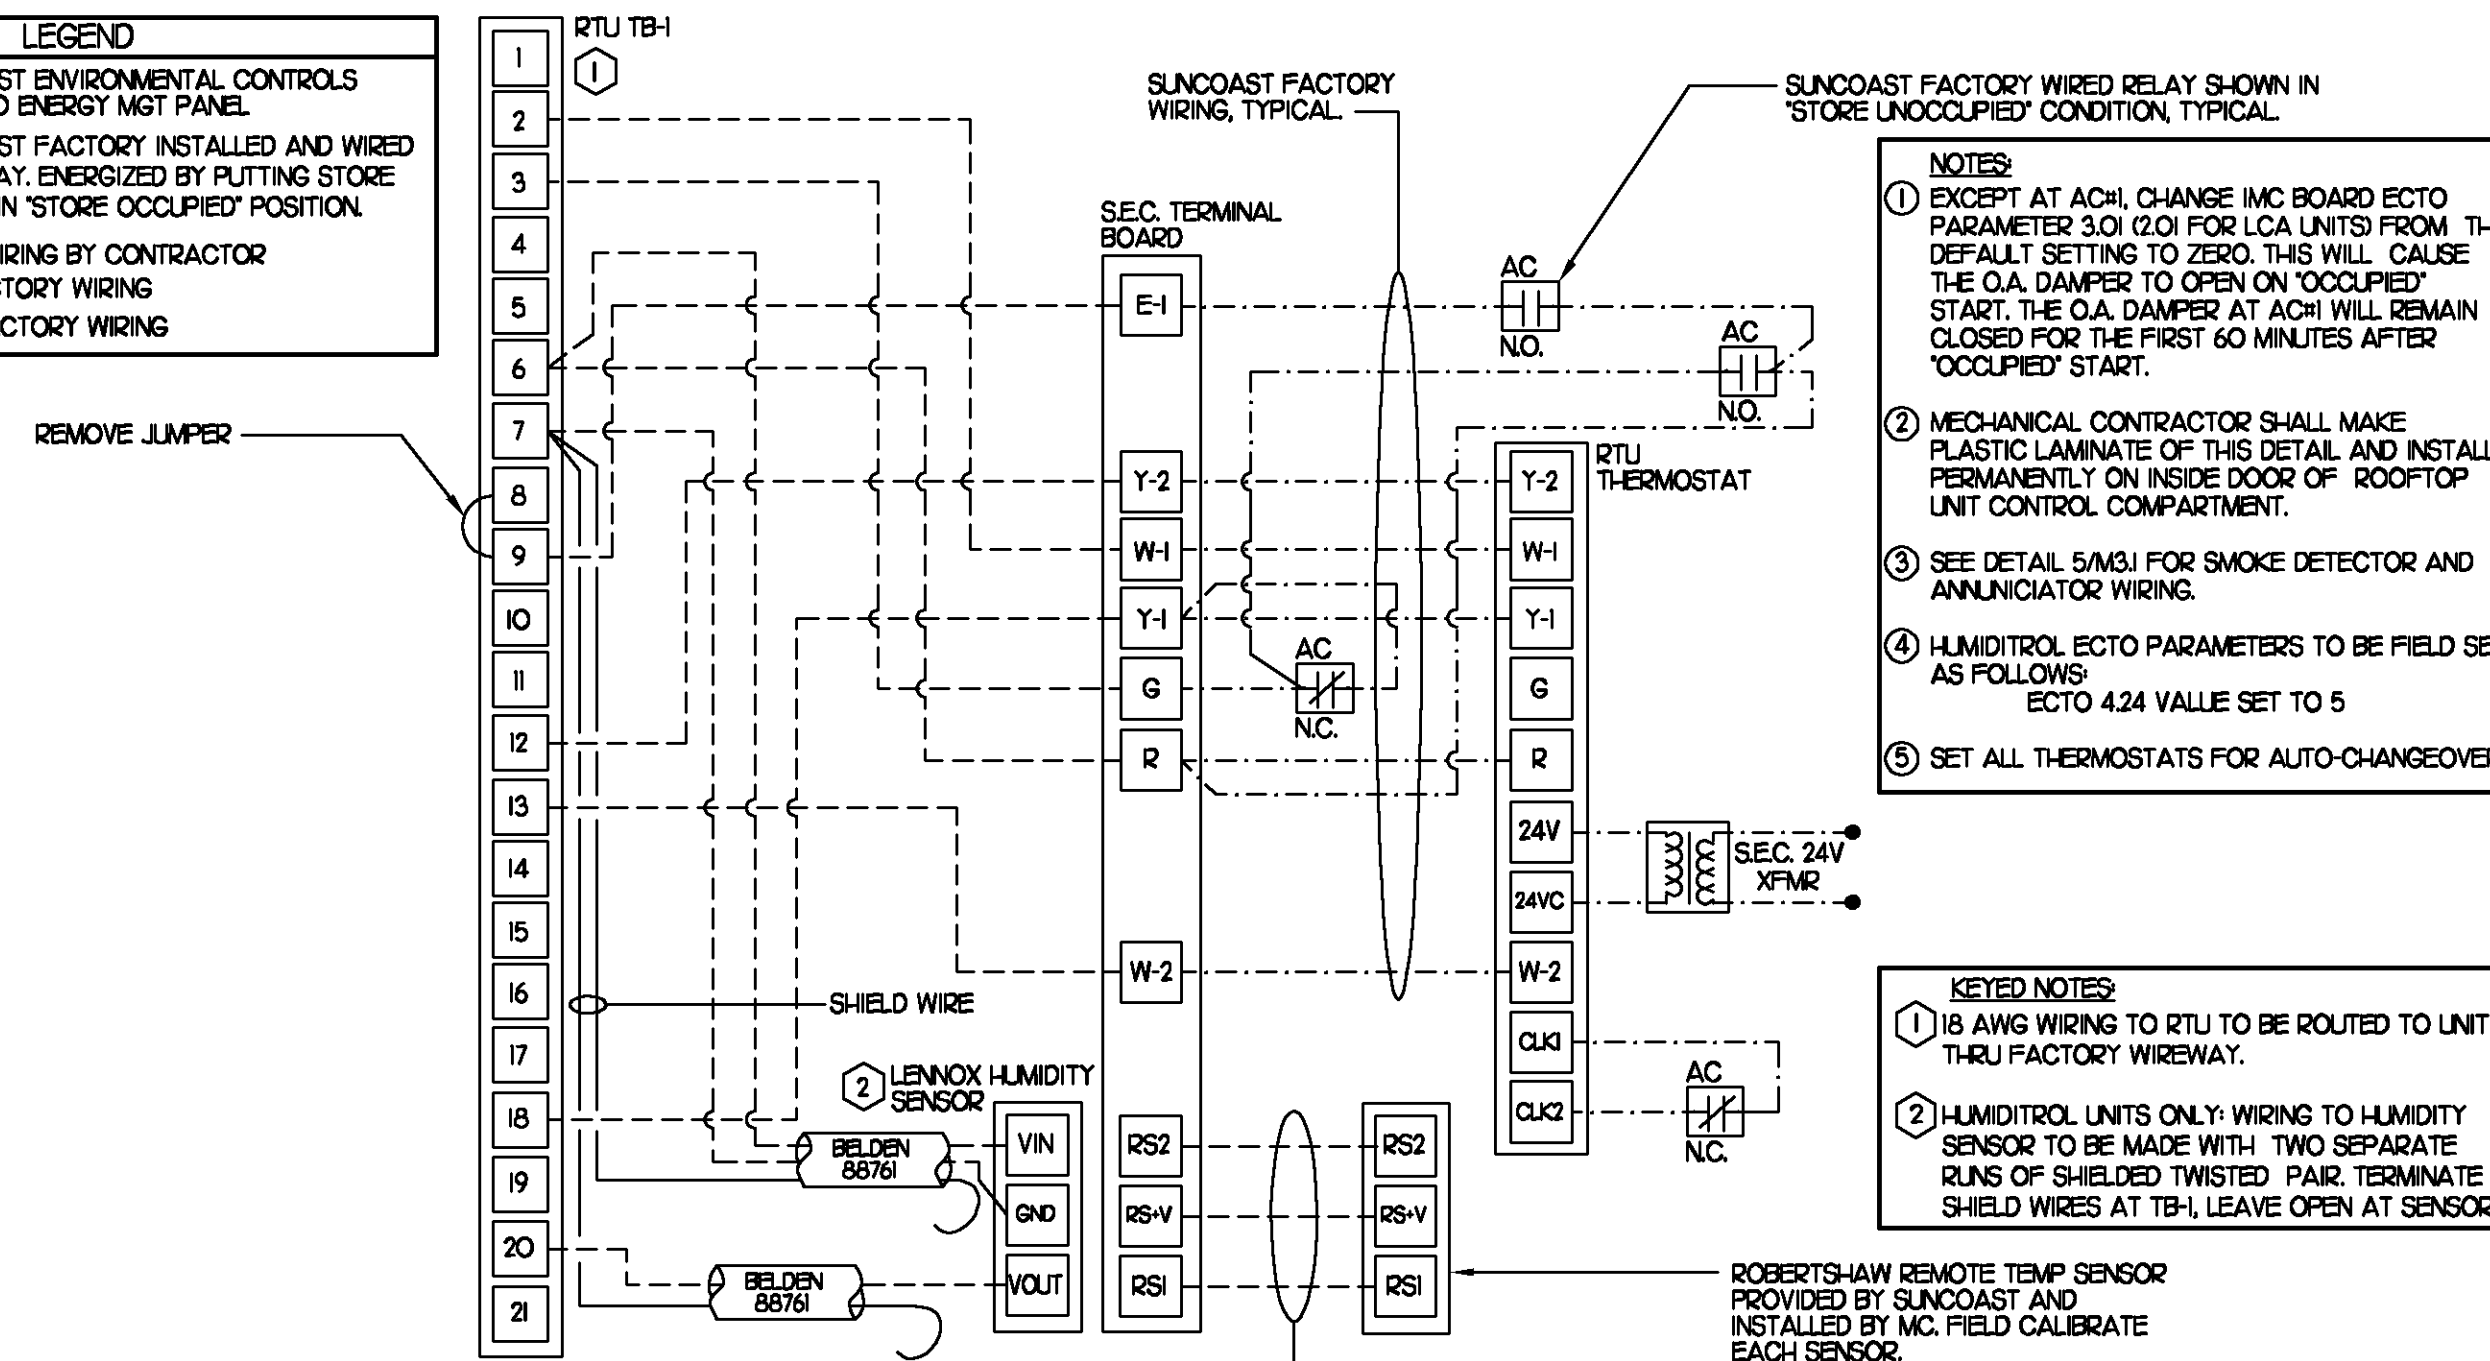 LEGEND
ST ENVIRONMENTAL CONTROLS
ENERGY MGT PANEL
ST FACTORY INSTALLED AND WIRED
AY. ENERGIZED BY PUTTING STORE
IN "STORE OCCUPIED" POSITION.
IRING BY CONTRACTOR
TORY WIRING
CTORY WIRING
REMOVE JUMPER
RTU TB-1
1
1
2
3
4
5
6
7
8
9
10
11
12
13
14
15
16
17
18
19
20
21
SUNCOAST FACTORY
WIRING, TYPICAL.
S.E.C. TERMINAL
BOARD
E-1
Y-2
W-1
Y-1
G
R
W-2
RS2
RS+V
RS1
AC
N.O.
AC
N.O.
AC
N.C.
RTU
THERMOSTAT
Y-2
W-1
Y-1
G
R
24V
24VC
W-2
CLK1
CLK2
S.E.C. 24V
XFMR
AC
N.C.
SHIELD WIRE
2
LENNOX HUMIDITY
SENSOR
VIN
GND
VOUT
BELDEN
88761
BELDEN
88761
RS2
RS+V
RS1
SUNCOAST FACTORY WIRED RELAY SHOWN IN
"STORE UNOCCUPIED" CONDITION, TYPICAL.
NOTES:
1 EXCEPT AT AC#1, CHANGE IMC BOARD ECTO
PARAMETER 3.01 (2.01 FOR LCA UNITS) FROM TH
DEFAULT SETTING TO ZERO. THIS WILL CAUSE
THE O.A. DAMPER TO OPEN ON "OCCUPIED"
START. THE O.A. DAMPER AT AC#1 WILL REMAIN
CLOSED FOR THE FIRST 60 MINUTES AFTER
"OCCUPIED" START.
2 MECHANICAL CONTRACTOR SHALL MAKE
PLASTIC LAMINATE OF THIS DETAIL AND INSTALL
PERMANENTLY ON INSIDE DOOR OF ROOFTOP
UNIT CONTROL COMPARTMENT.
3 SEE DETAIL 5/M3.1 FOR SMOKE DETECTOR AND
ANNUNICIATOR WIRING.
4 HUMIDITROL ECTO PARAMETERS TO BE FIELD SE
AS FOLLOWS:
ECTO 4.24 VALUE SET TO 5
5 SET ALL THERMOSTATS FOR AUTO-CHANGEOVE
KEYED NOTES:
1 18 AWG WIRING TO RTU TO BE ROUTED TO UNIT
THRU FACTORY WIREWAY.
2 HUMIDITROL UNITS ONLY: WIRING TO HUMIDITY
SENSOR TO BE MADE WITH TWO SEPARATE
RUNS OF SHIELDED TWISTED PAIR. TERMINATE
SHIELD WIRES AT TB-1, LEAVE OPEN AT SENSOR
ROBERTSHAW REMOTE TEMP SENSOR
PROVIDED BY SUNCOAST AND
INSTALLED BY MC. FIELD CALIBRATE
EACH SENSOR.